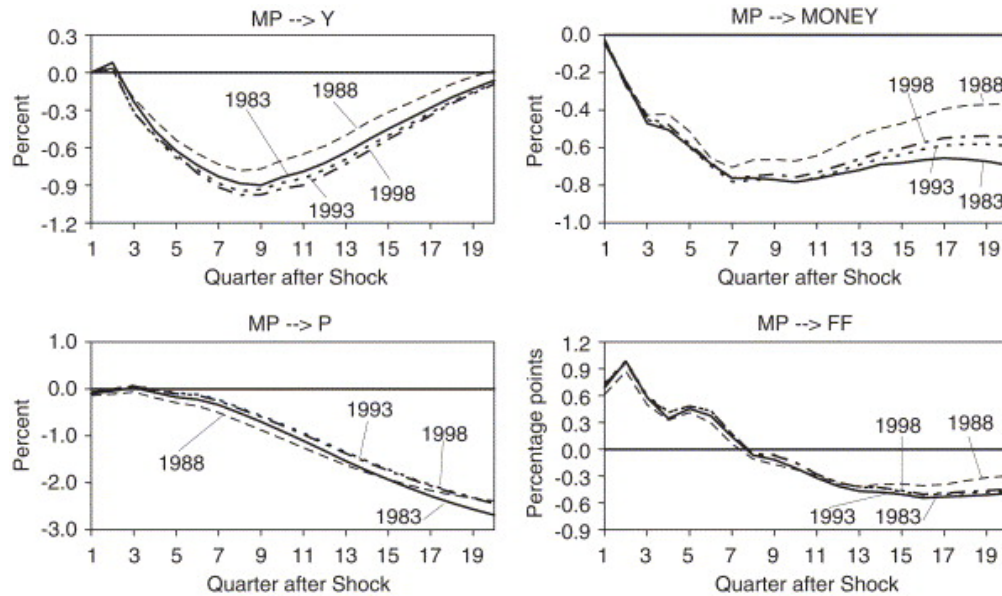 MP --> Y
Percent
0.3
0.0
-0.3
-0.6
-0.9
-1.2
1983
1988
1993
1998
1 3 5 7 9 11 13 15 17 19
Quarter after Shock
MP --> MONEY
Percent
0.0
-0.2
-0.4
-0.6
-0.8
-1.0
1998
1988
1993
1983
1 3 5 7 9 11 13 15 17 19
Quarter after Shock
MP --> P
Percent
1.0
0.0
-1.0
-2.0
-3.0
1988
1993
1998
1983
1 3 5 7 9 11 13 15 17 19
Quarter after Shock
MP --> FF
Percentage points
1.2
0.9
0.6
0.3
0.0
-0.3
-0.6
-0.9
1998
1988
1993
1983
1 3 5 7 9 11 13 15 17 19
Quarter after Shock